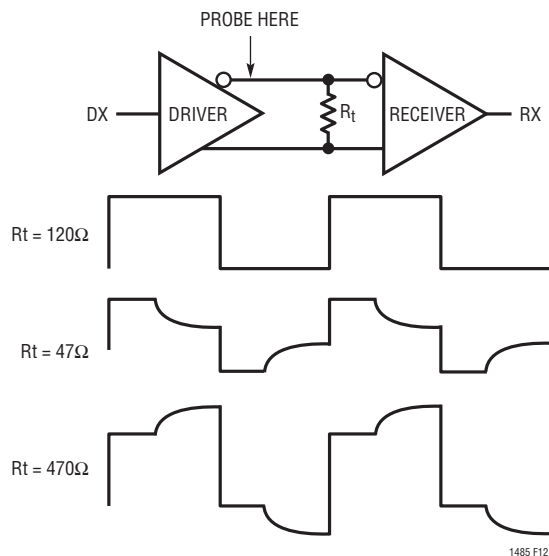 PROBE HERE
DX
DRIVER
Rt
RECEIVER
RX
Rt = 120Ω
Rt = 47Ω
Rt = 470Ω
1485 F12